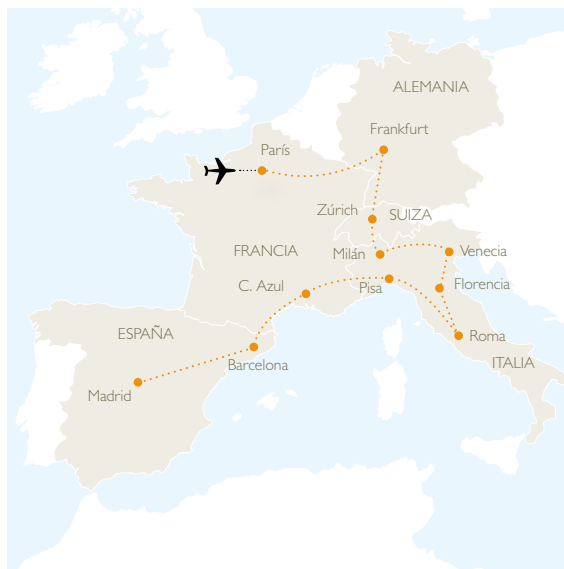 ALEMANIA
Frankfurt
París
Zúrich
SUIZA
FRANCIA
Milán
Venecia
C. Azul
Pisa
Florencia
ESPAÑA
Roma
Barcelona
ITALIA
Madrid